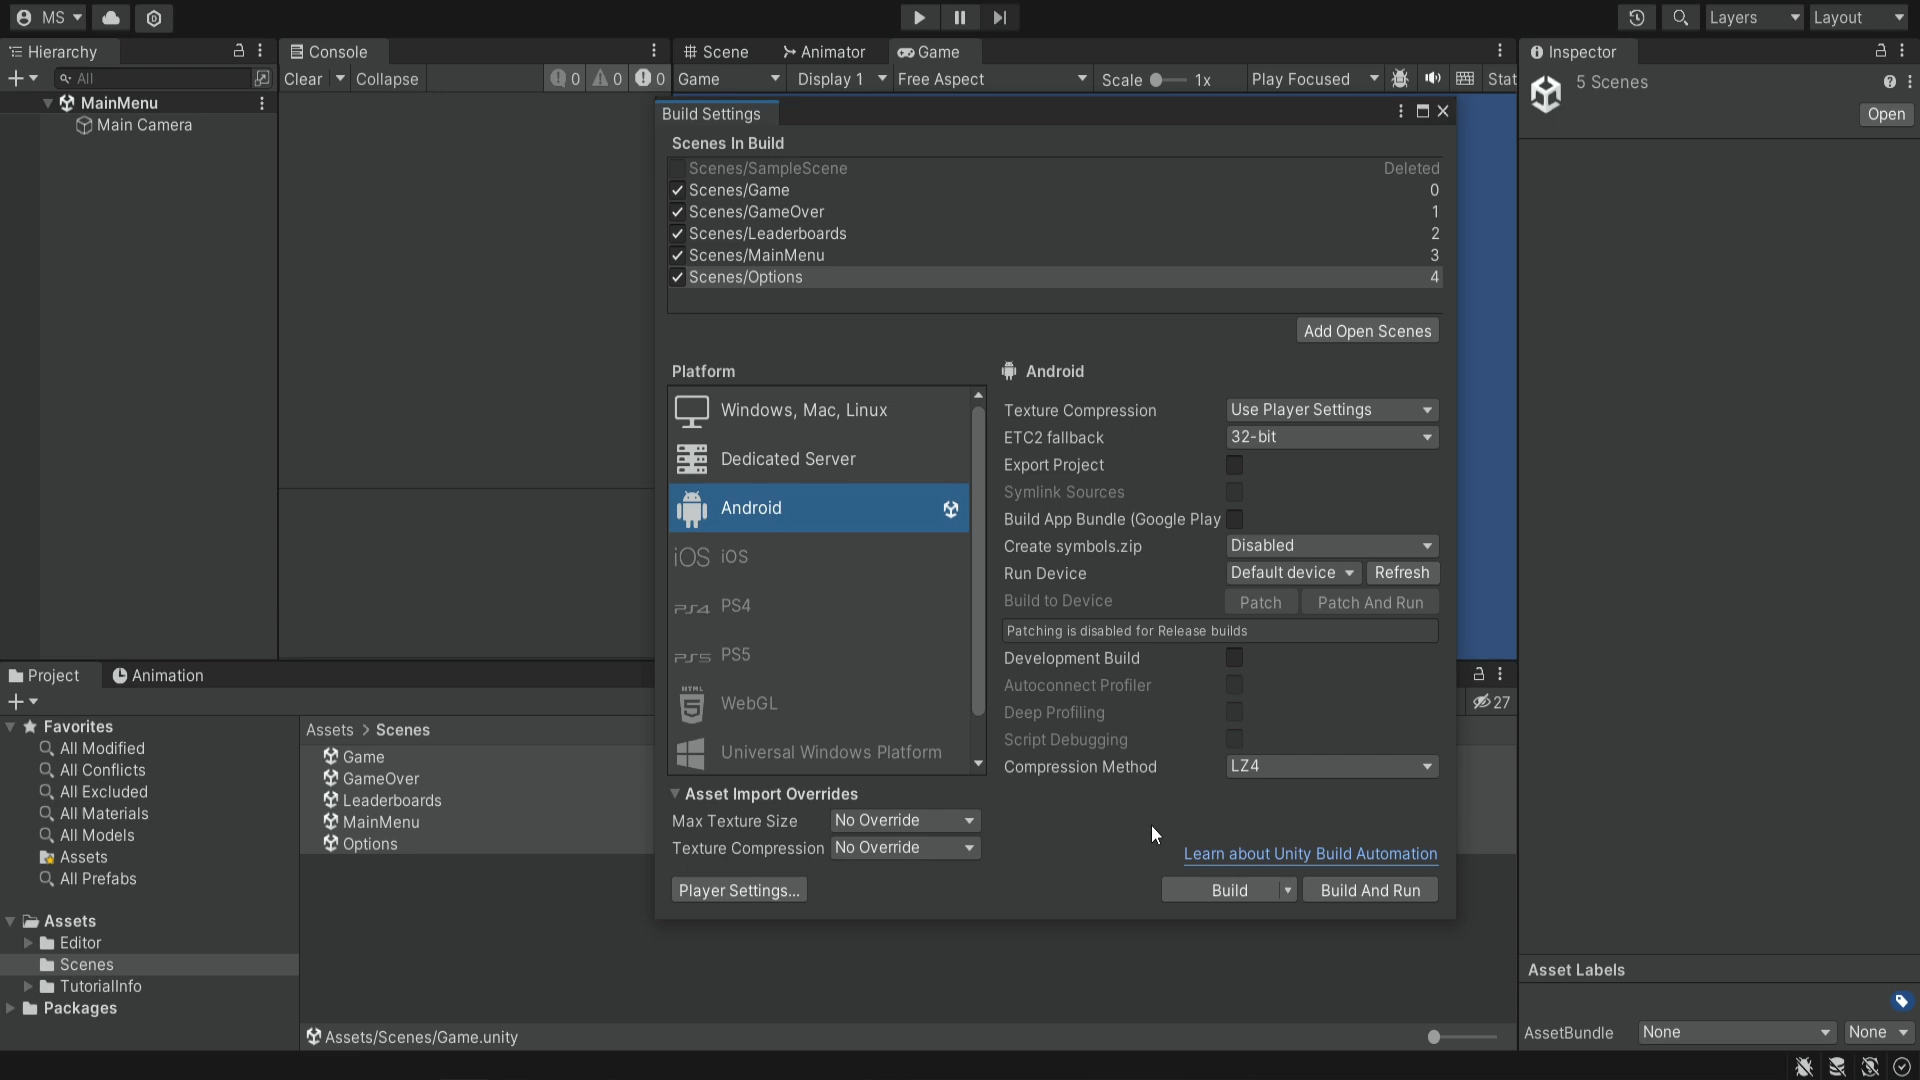 MS
Layers
Layout
Hierarchy
Console
Scene
Animator
Game
Inspector
All
Clear
Collapse
0
0
0
Game
Display 1
Free Aspect
Scale
1x
Play Focused
Stat
5 Scenes
Open
MainMenu
Main Camera
Build Settings
Scenes In Build
Scenes/SampleScene
Deleted
Scenes/Game
0
Scenes/GameOver
1
Scenes/Leaderboards
2
Scenes/MainMenu
3
Scenes/Options
4
Add Open Scenes
Platform
Windows, Mac, Linux
Dedicated Server
Android
iOS iOS
PS4 PS4
PS5 PS5
HTML
5
WebGL
Universal Windows Platform
Android
Texture Compression
Use Player Settings
ETC2 fallback
32-bit
Export Project
Symlink Sources
Build App Bundle (Google Play
Create symbols.zip
Disabled
Run Device
Default device
Refresh
Build to Device
Patch
Patch And Run
Patching is disabled for Release builds
Development Build
Autoconnect Profiler
Deep Profiling
Script Debugging
Compression Method
LZ4
Asset Import Overrides
Max Texture Size
No Override
Texture Compression
No Override
Learn about Unity Build Automation
Player Settings...
Build
Build And Run
Project
Animation
27
Favorites
All Modified
All Conflicts
All Excluded
All Materials
All Models
Assets
All Prefabs
Assets
Editor
Scenes
TutorialInfo
Packages
Assets > Scenes
Game
GameOver
Leaderboards
MainMenu
Options
Assets/Scenes/Game.unity
Asset Labels
AssetBundle
None
None